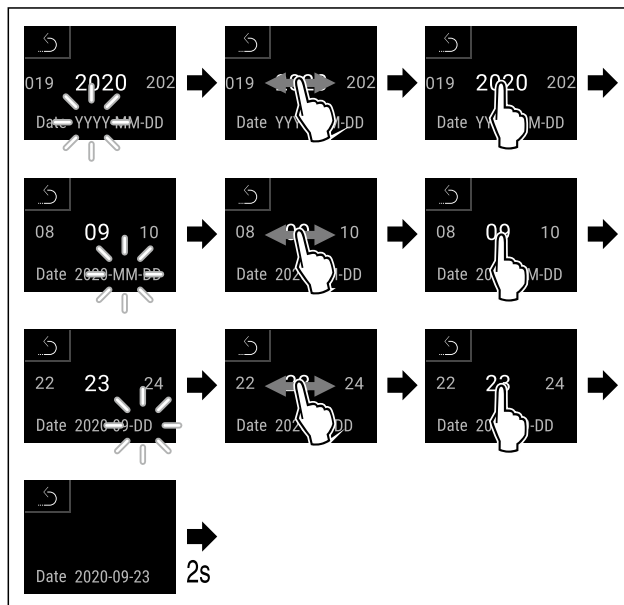 019 2020 202
Date YYYY-MM-DD
019 202
Date YY -DD
019 2020 202
Date YY M-DD
08 09 10
Date 2020-MM-DD
08 10
Date 202 -DD
08 09 10
Date 20 M-DD
22 23 24
Date 2020-09-DD
22 24
Date 202 DD
22 23 24
Date 20 -DD
Date 2020-09-23
2s